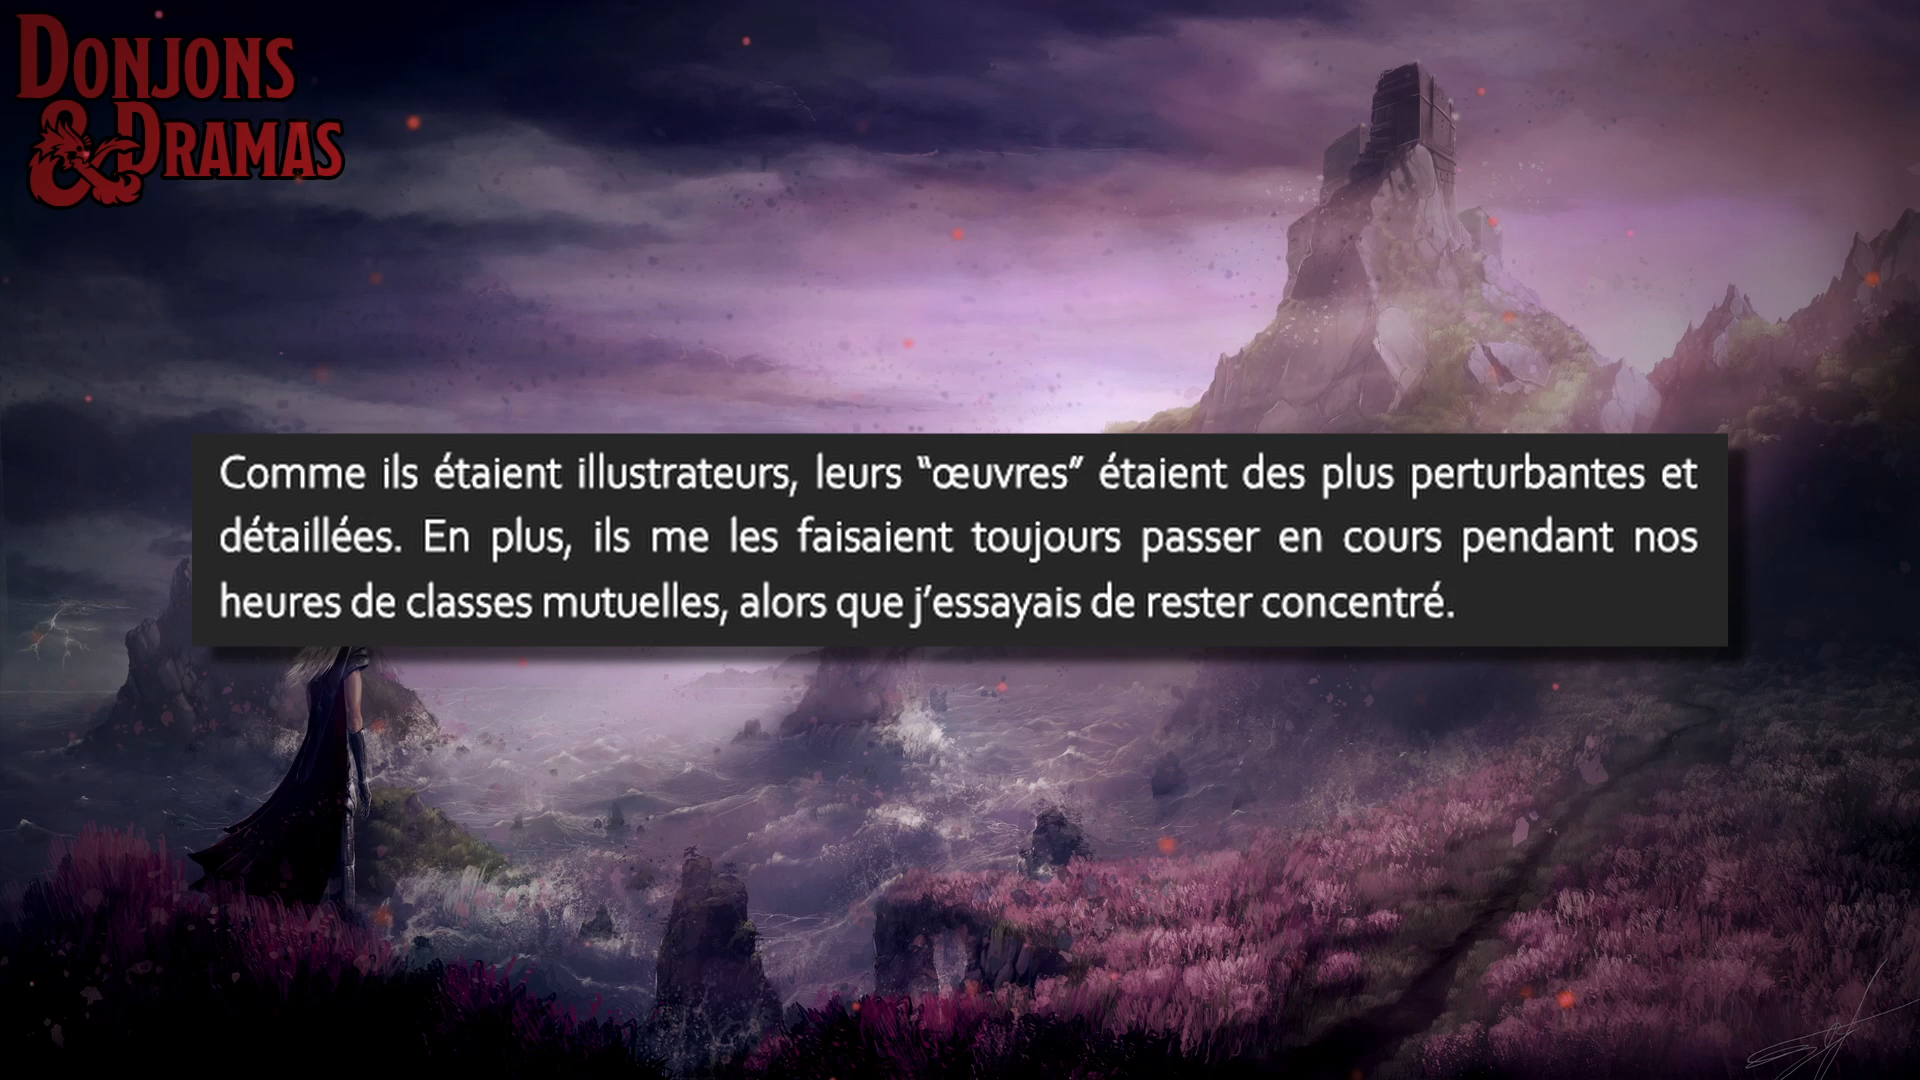 DONJONS
& DRAMAS
Comme ils étaient illustrateurs, leurs “œuvres” étaient des plus perturbantes et
détaillées. En plus, ils me les faisaient toujours passer en cours pendant nos
heures de classes mutuelles, alors que j’essayais de rester concentré.